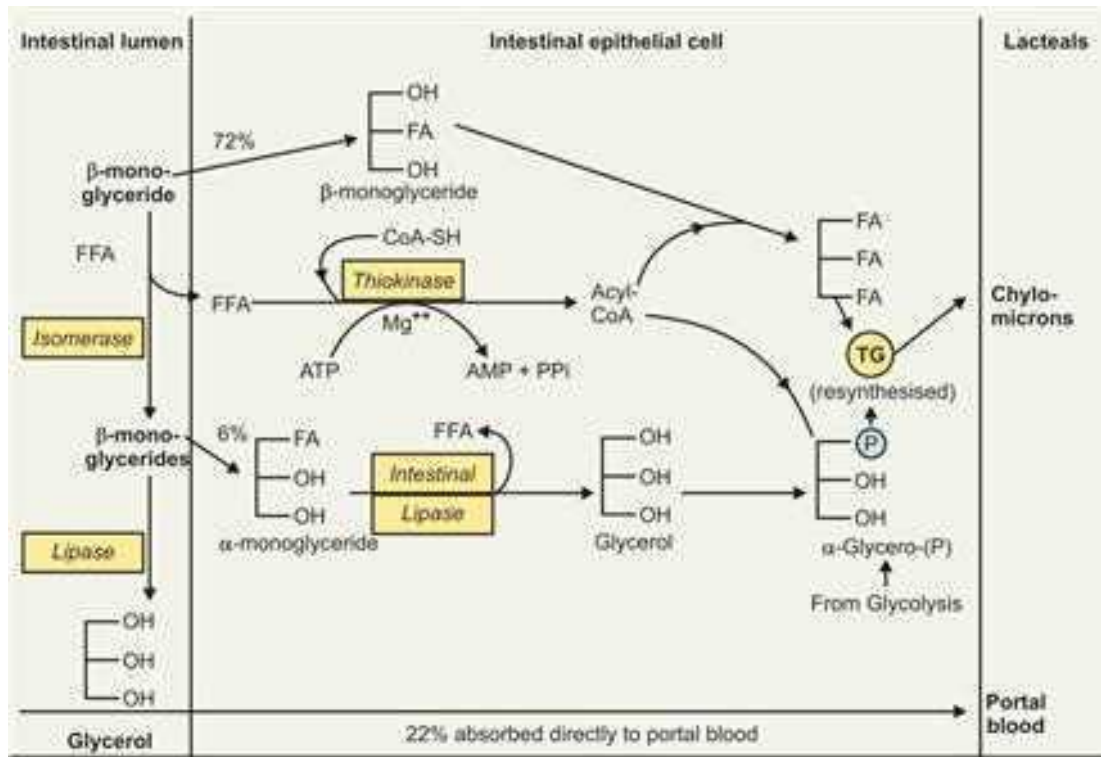 Intestinal lumen
Intestinal epithelial cell
Lacteals
OH
FA
OH
β-monoglyceride
72%
β-mono-
glyceride
FFA
CoA-SH
FFA
Thiokinase
Mg++
ATP
AMP + PPi
Acyl-
CoA
FA
FA
FA
TG
(resynthesised)
Chylo-
microns
Isomerase
β-mono-
glycerides
6%
FA
OH
OH
α-monoglyceride
FFA
Intestinal
Lipase
OH
OH
OH
Glycerol
P
OH
OH
α-Glycero-(P)
From Glycolysis
Lipase
OH
OH
OH
Glycerol
22% absorbed directly to portal blood
Portal
blood